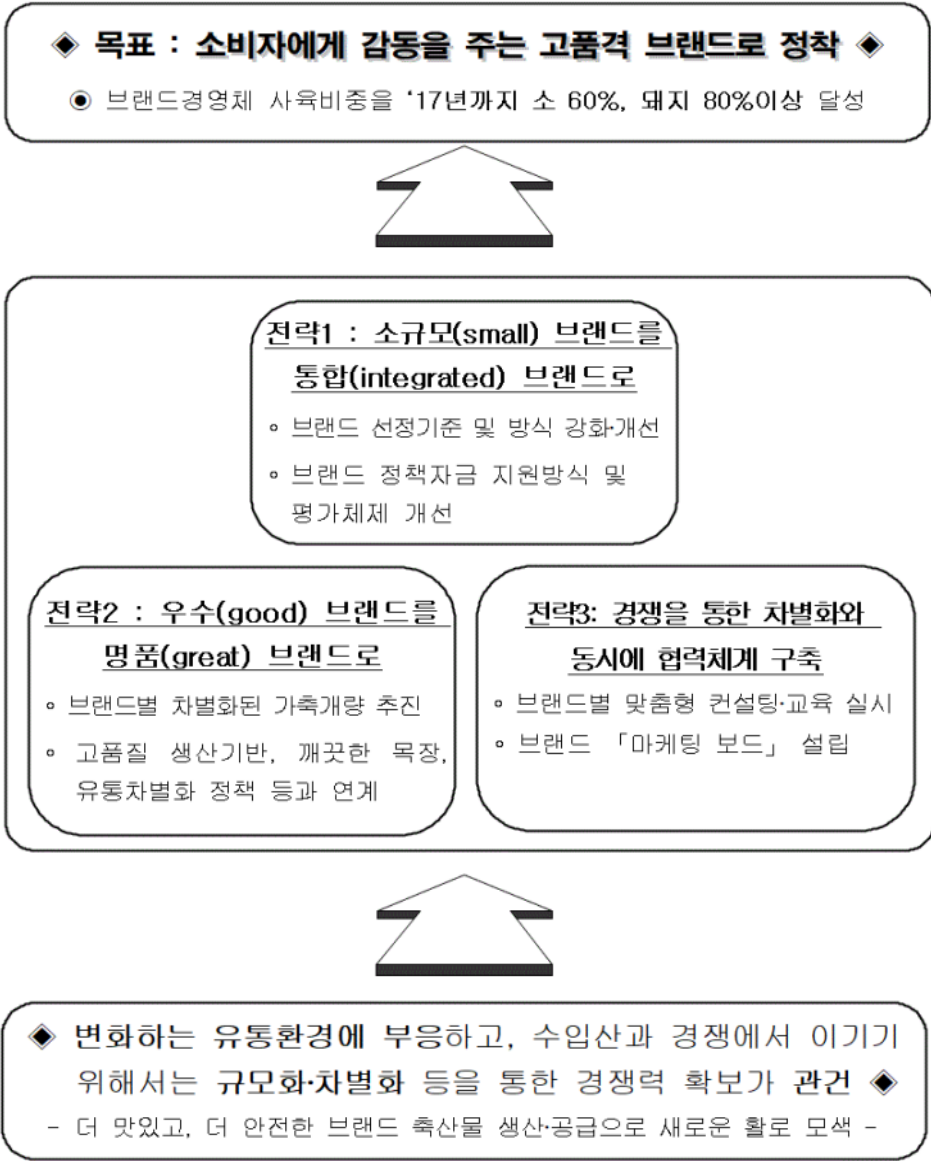 ◈ 목표 : 소비자에게 감동을 주는 고품격 브랜드로 정착 ◈
◉ 브랜드경영체 사육비중을 ‘17년까지 소 60%, 돼지 80%이상 달성
전략1 : 소규모(small) 브랜드를
통합(integrated) 브랜드로
∘ 브랜드 선정기준 및 방식 강화·개선
∘ 브랜드 정책자금 지원방식 및
평가체제 개선
전략2 : 우수(good) 브랜드를
명품(great) 브랜드로
∘ 브랜드별 차별화된 가축개량 추진
∘ 고품질 생산기반, 깨끗한 목장,
유통차별화 정책 등과 연계
전략3: 경쟁을 통한 차별화와
동시에 협력체계 구축
∘ 브랜드별 맞춤형 컨설팅·교육 실시
∘ 브랜드 「마케팅 보드」 설립
◈ 변화하는 유통환경에 부응하고, 수입산과 경쟁에서 이기기
위해서는 규모화·차별화 등을 통한 경쟁력 확보가 관건 ◈
- 더 맛있고, 더 안전한 브랜드 축산물 생산·공급으로 새로운 활로 모색 -